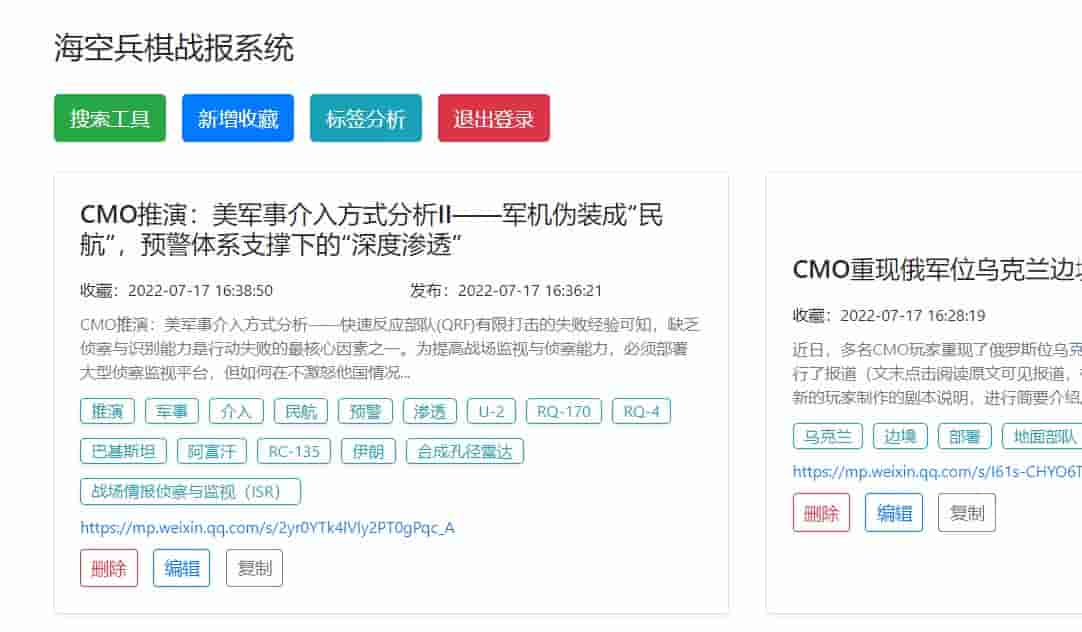 海空兵棋战报系统
搜索工具 新增收藏 标签分析 退出登录
CMO推演：美军事介入方式分析II——军机伪装成“民
航”，预警体系支撑下的“深度渗透”
收藏：2022-07-17 16:38:50 发布：2022-07-17 16:36:21
CMO推演：美军事介入方式分析——快速反应部队(QRF)有限打击的失败经验可知，缺乏
侦察与识别能力是行动失败的最核心因素之一。为提高战场监视与侦察能力，必须部署
大型侦察监视平台，但如何在不激怒他国情况...
推演 军事 介入 民航 预警 渗透 U-2 RQ-170 RQ-4
巴基斯坦 阿富汗 RC-135 伊朗 合成孔径雷达
战场情报侦察与监视（ISR）
https://mp.weixin.qq.com/s/2yr0YTk4lVly2PT0gPqc_A
删除 编辑 复制
CMO重现俄军位乌克兰边
收藏：2022-07-17 16:28:19
近日，多名CMO玩家重现了俄罗斯位乌
行了报道（文末点击阅读原文可见报道，
新的玩家制作的剧本说明，进行简要介绍
乌克兰 边境 部署 地面部队
https://mp.weixin.qq.com/s/I61s-CHYO6T
删除 编辑 复制